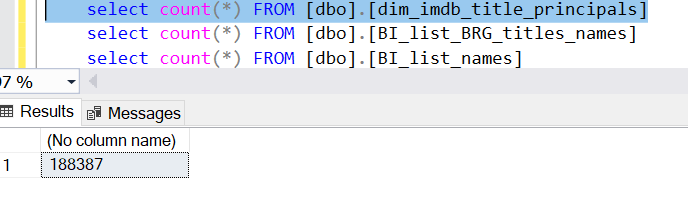 select count(*) FROM [dbo].[dim_imdb_title_principals]
select count(*) FROM [dbo].[BI_list_BRG_titles_names]
select count(*) FROM [dbo].[BI_list_names]
97 %
Results Messages
(No column name)
1 188387